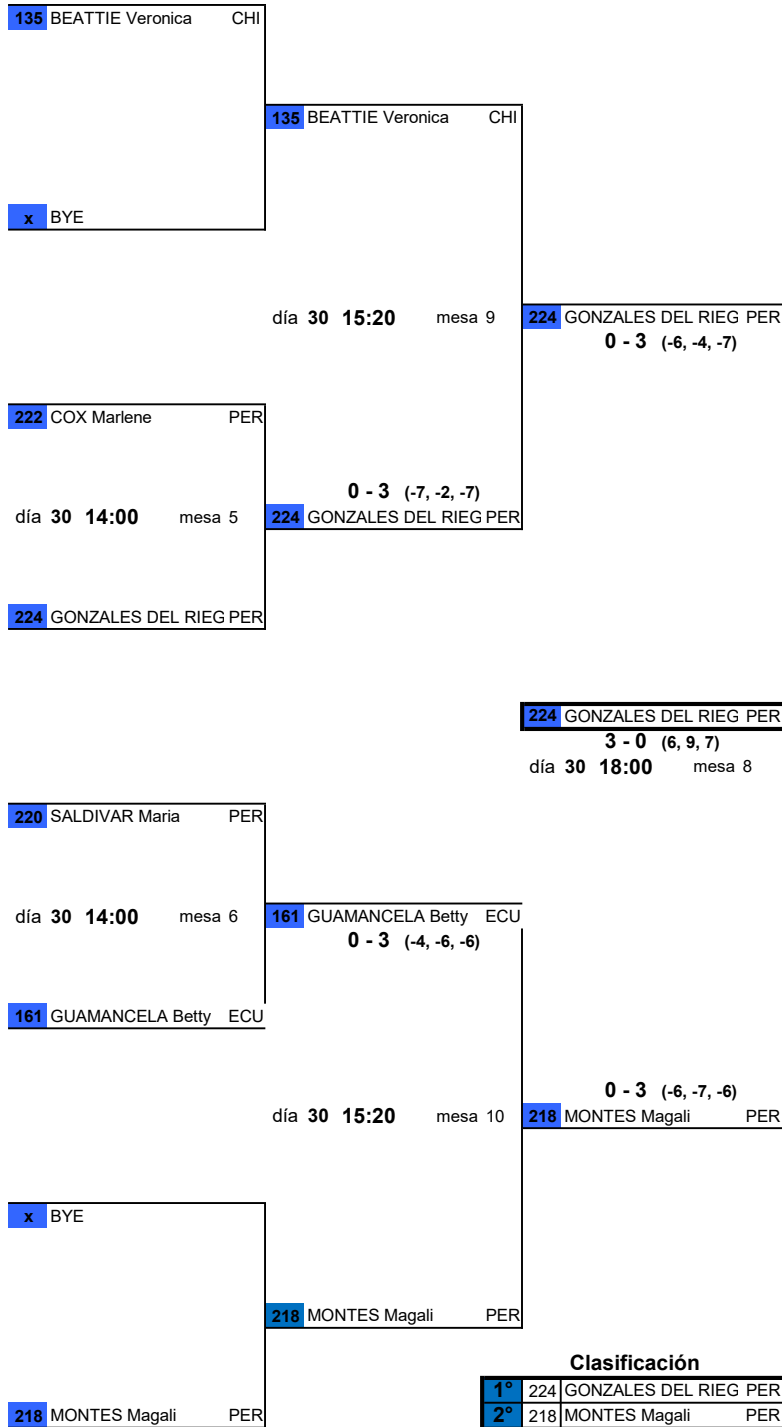 135 BEATTIE Veronica CHI
135 BEATTIE Veronica CHI
x BYE
día 30 15:20 mesa 9 224 GONZALES DEL RIEG PER
0 - 3 (-6, -4, -7)
222 COX Marlene PER
0 - 3 (-7, -2, -7)
día 30 14:00 mesa 5 224 GONZALES DEL RIEG PER
224 GONZALES DEL RIEG PER
224 GONZALES DEL RIEG PER
3 - 0 (6, 9, 7)
día 30 18:00 mesa 8
220 SALDIVAR Maria PER
día 30 14:00 mesa 6 161 GUAMANCELA Betty ECU
0 - 3 (-4, -6, -6)
161 GUAMANCELA Betty ECU
0 - 3 (-6, -7, -6)
día 30 15:20 mesa 10 218 MONTES Magali PER
x BYE
218 MONTES Magali PER
Clasificación
1° 224 GONZALES DEL RIEG PER
218 MONTES Magali PER 2° 218 MONTES Magali PER